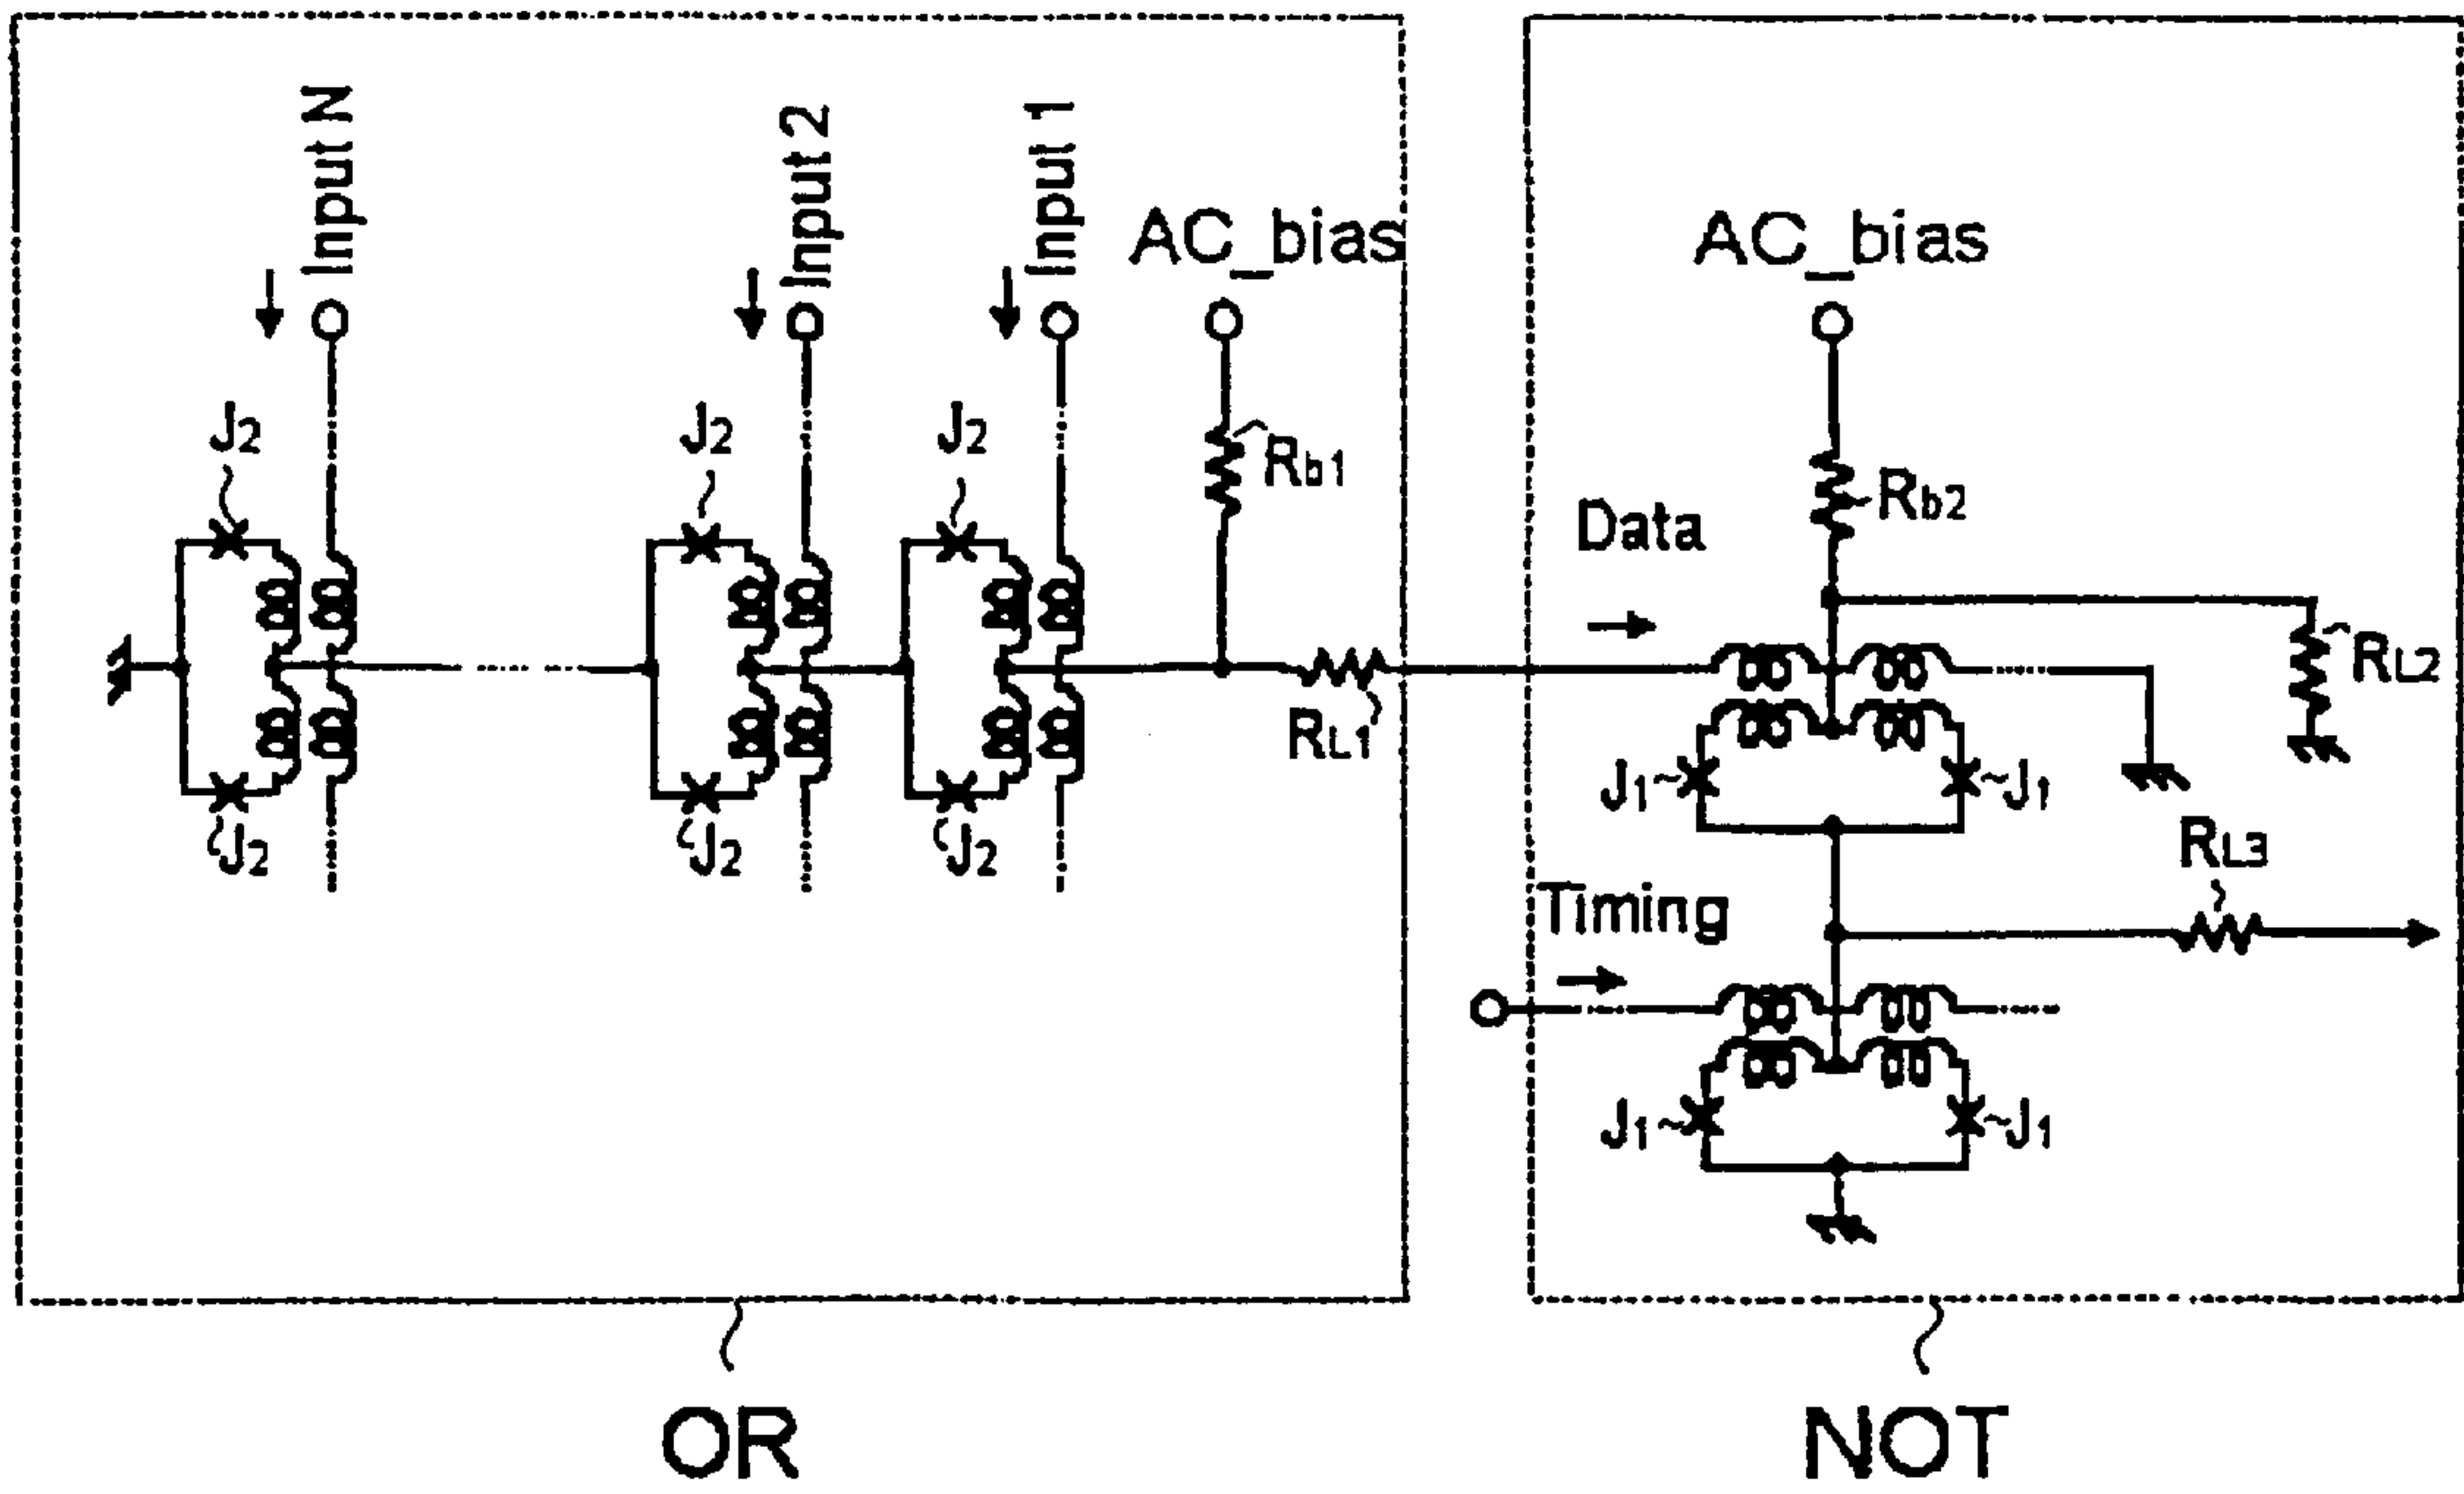 Input N
Input 2
Input 1
AC_bias
AC_bias
J2
J2
J2
Rb1
Rb2
Data
RL2
RL1
J1
J1
J2
J2
J2
RL3
Timing
J1
J1
OR
NOT